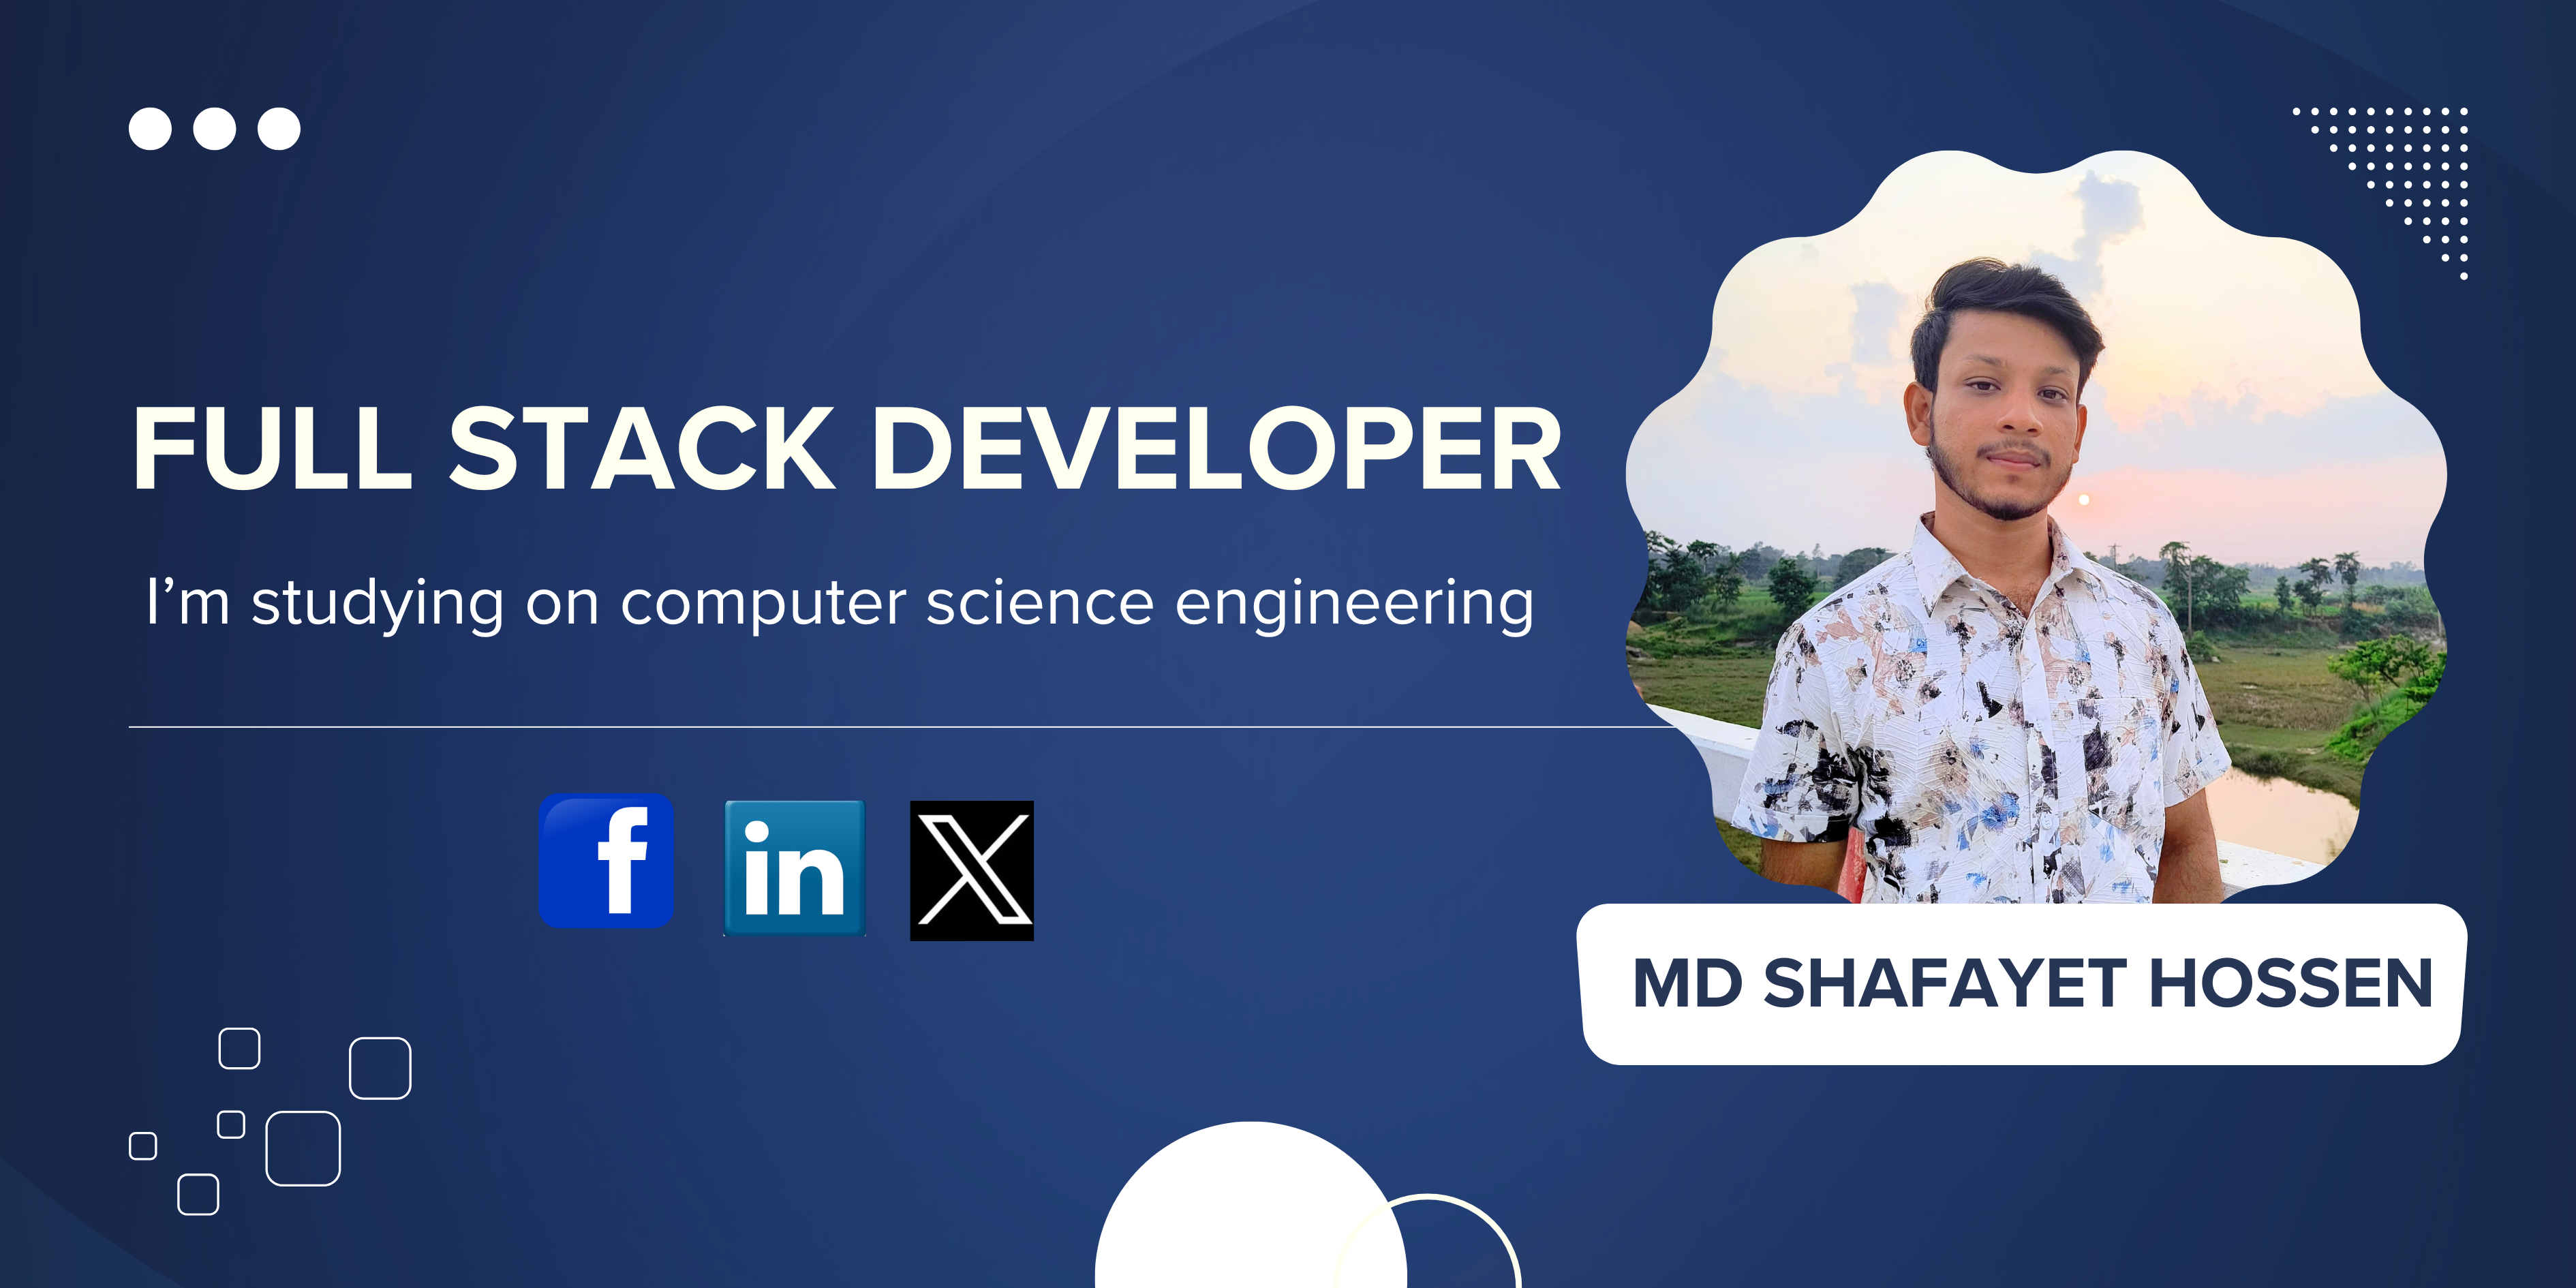 FULL STACK DEVELOPER
I’m studying on computer science engineering
f
in
X
MD SHAFAYET HOSSEN